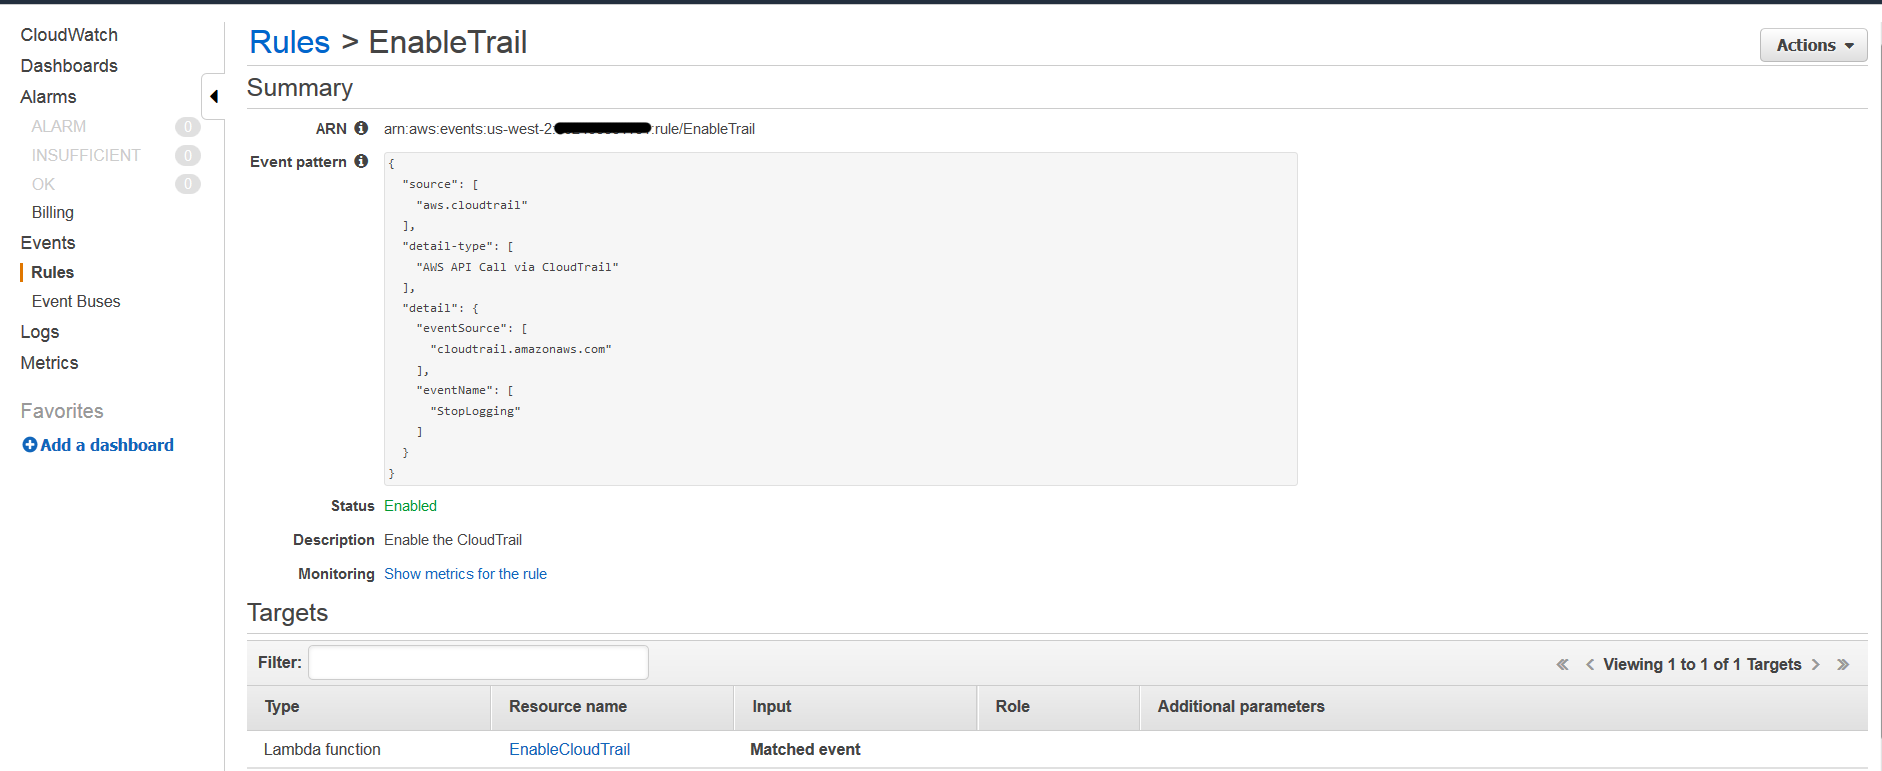 CloudWatch
Dashboards
Alarms
ALARM 0
INSUFFICIENT 0
OK 0
Billing
Events
Rules
Event Buses
Logs
Metrics
Favorites
Add a dashboard
Rules > EnableTrail
Actions
Summary
ARN arn:aws:events:us-west-2: :rule/EnableTrail
Event pattern {
"source": [
"aws.cloudtrail"
],
"detail-type": [
"AWS API Call via CloudTrail"
],
"detail": {
"eventSource": [
"cloudtrail.amazonaws.com"
],
"eventName": [
"StopLogging"
]
}
}
Status Enabled
Description Enable the CloudTrail
Monitoring Show metrics for the rule
Targets
Filter:
« < Viewing 1 to 1 of 1 Targets > »
Type Resource name Input Role Additional parameters
Lambda function EnableCloudTrail Matched event